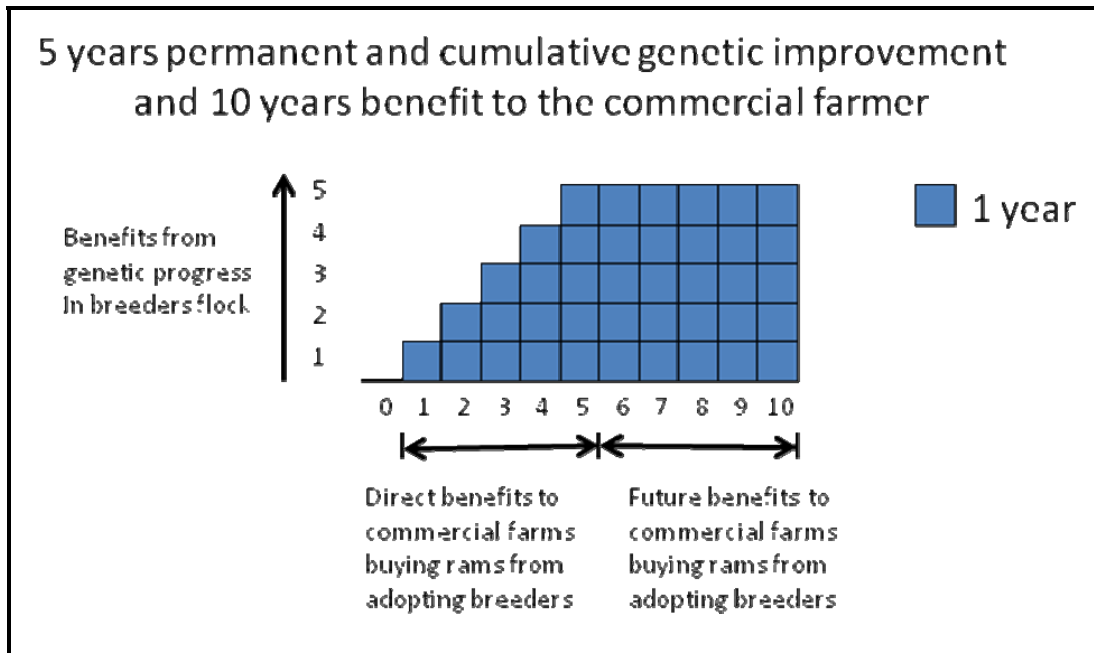 5 years permanent and cumulative genetic improvement
and 10 years benefit to the commercial farmer
5
4
3
2
1
Benefits from
genetic progress
In breeders flock
1 year
0 1 2 3 4 5 6 7 8 9 10
Direct benefits to
commercial farms
buying rams from
adopting breeders
Future benefits to
commercial farms
buying rams from
adopting breeders